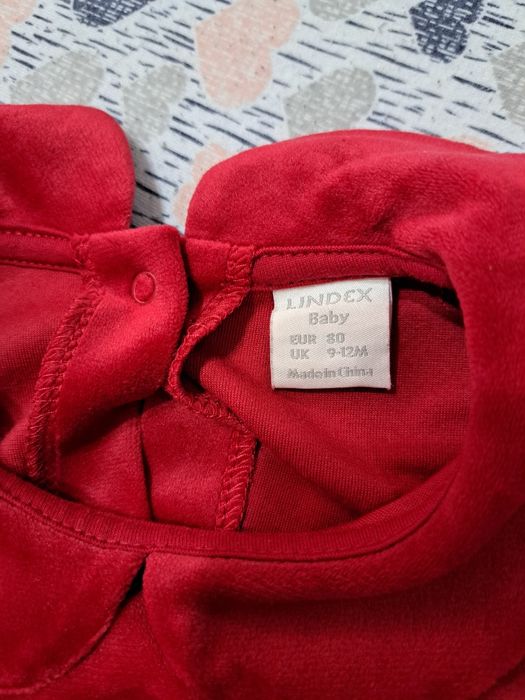 LINDEX
Baby
EUR 80
UK 9-12M
Made in China